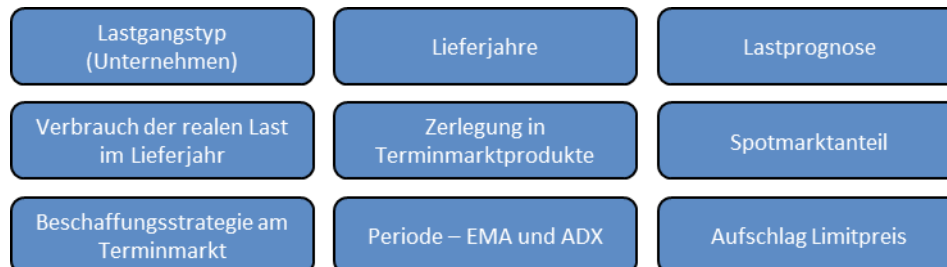 Lastgangstyp
(Unternehmen)
Lieferjahre
Lastprognose
Verbrauch der realen Last
im Lieferjahr
Zerlegung in
Terminmarktprodukte
Spotmarktanteil
Beschaffungsstrategie am
Terminmarkt
Periode – EMA und ADX
Aufschlag Limitpreis